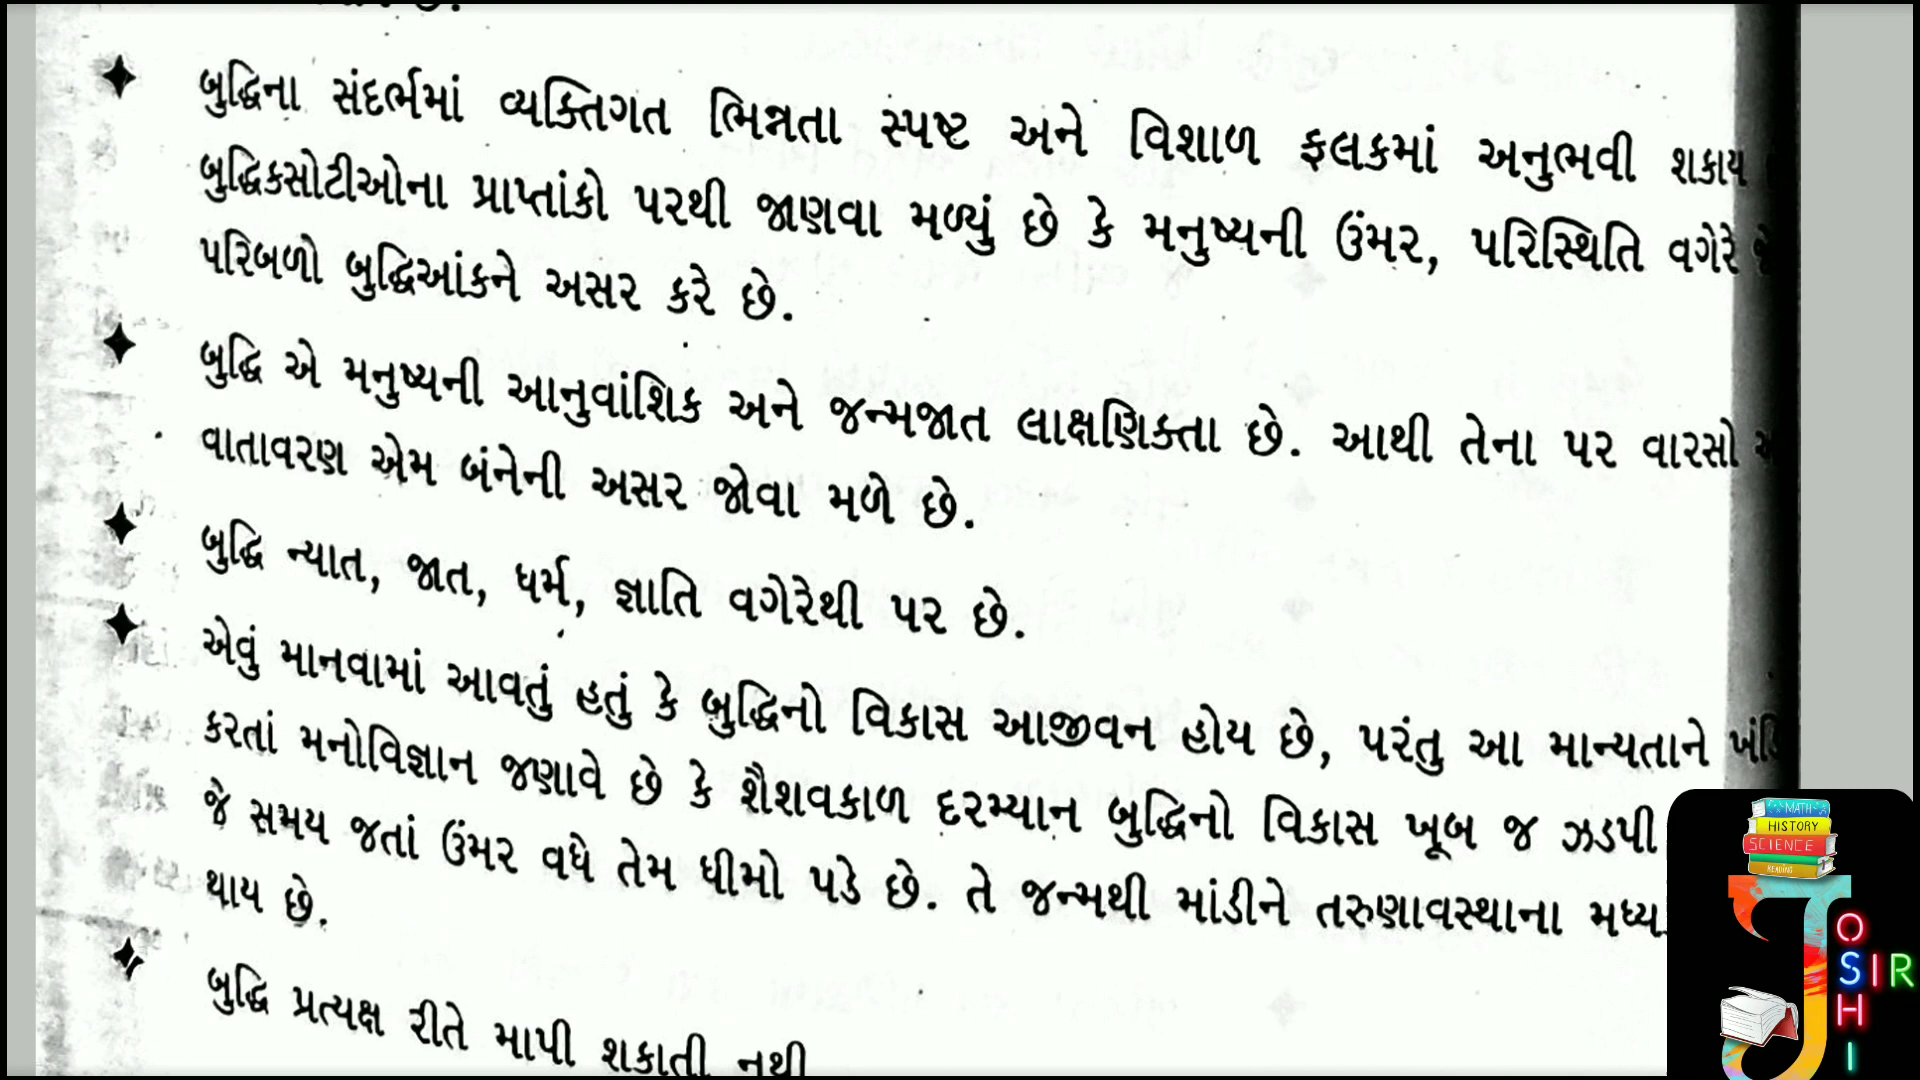 બુદ્ધિના સંદર્ભમાં વ્યક્તિગત ભિન્નતા સ્પષ્ટ અને વિશાળ ફલકમાં અનુભવી શકાય
બુદ્ધિકસોટીઓના પ્રાપ્તાંકો પરથી જાણવા મળ્યું છે કે મનુષ્યની ઉંમર, પરિસ્થિતિ વગેરે
પરિબળો બુદ્ધિઆંકને અસર કરે છે.
બુદ્ધિ એ મનુષ્યની આનુવાંશિક અને જન્મજાત લાક્ષણિક્તા છે. આથી તેના પર વારસો
વાતાવરણ એમ બંનેની અસર જોવા મળે છે.
બુદ્ધિ ન્યાત, જાત, ધર્મ, જ્ઞાતિ વગેરેથી પર છે.
એવું માનવામાં આવતું હતું કે બુદ્ધિનો વિકાસ આજીવન હોય છે, પરંતુ આ માન્યતાને
કરતાં મનોવિજ્ઞાન જણાવે છે કે શૈશવકાળ દરમ્યાન બુદ્ધિનો વિકાસ ખૂબ જ ઝડપી
જે સમય જતાં ઉંમર વધે તેમ ધીમો પડે છે. તે જન્મથી માંડીને તરુણાવસ્થાના મધ્ય
થાય છે.
બુદ્ધિ પ્રત્યક્ષ રીતે માપી શકાતી નથી
MATH
HISTORY
SCIENCE
READING
JOSHI
SIR